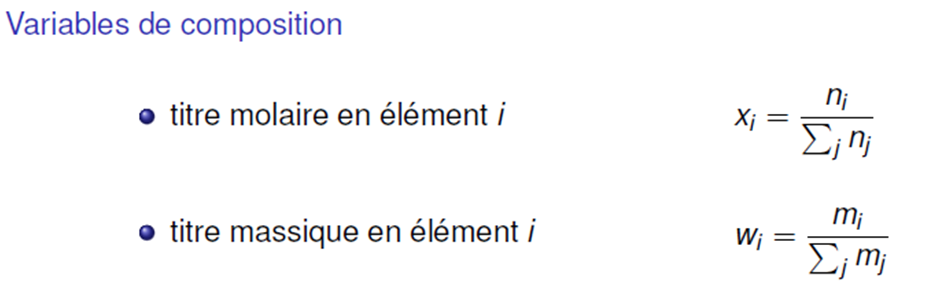 Variables de composition
titre molaire en élément i x_i = n_i / ∑_j n_j
titre massique en élément i w_i = m_i / ∑_j m_j